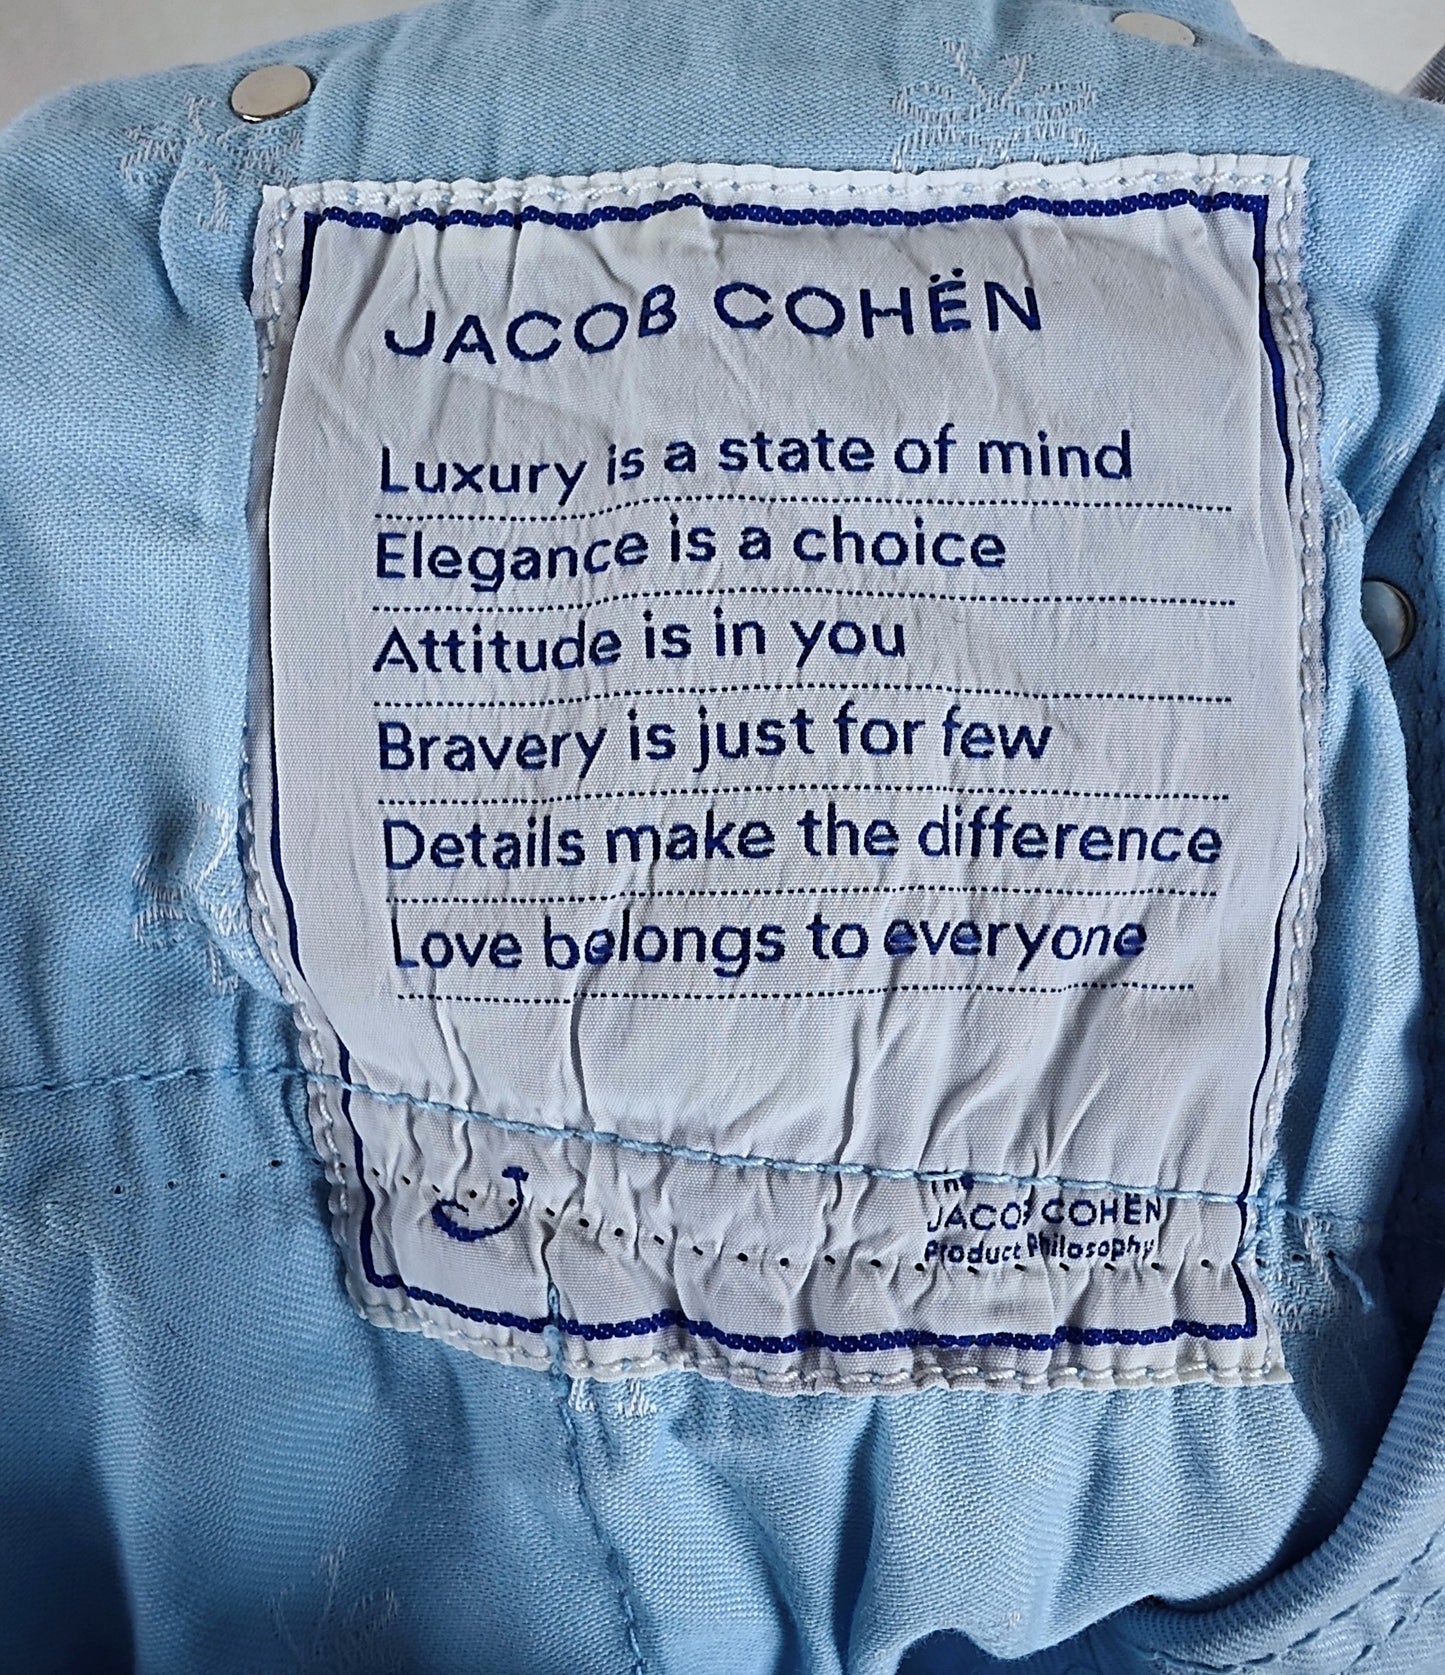 JACOB COHËN
Luxury is a state of mind
Elegance is a choice
Attitude is in you
Bravery is just for few
Details make the difference
Love belongs to everyone
The
JACOB COHËN
Product Philosophy